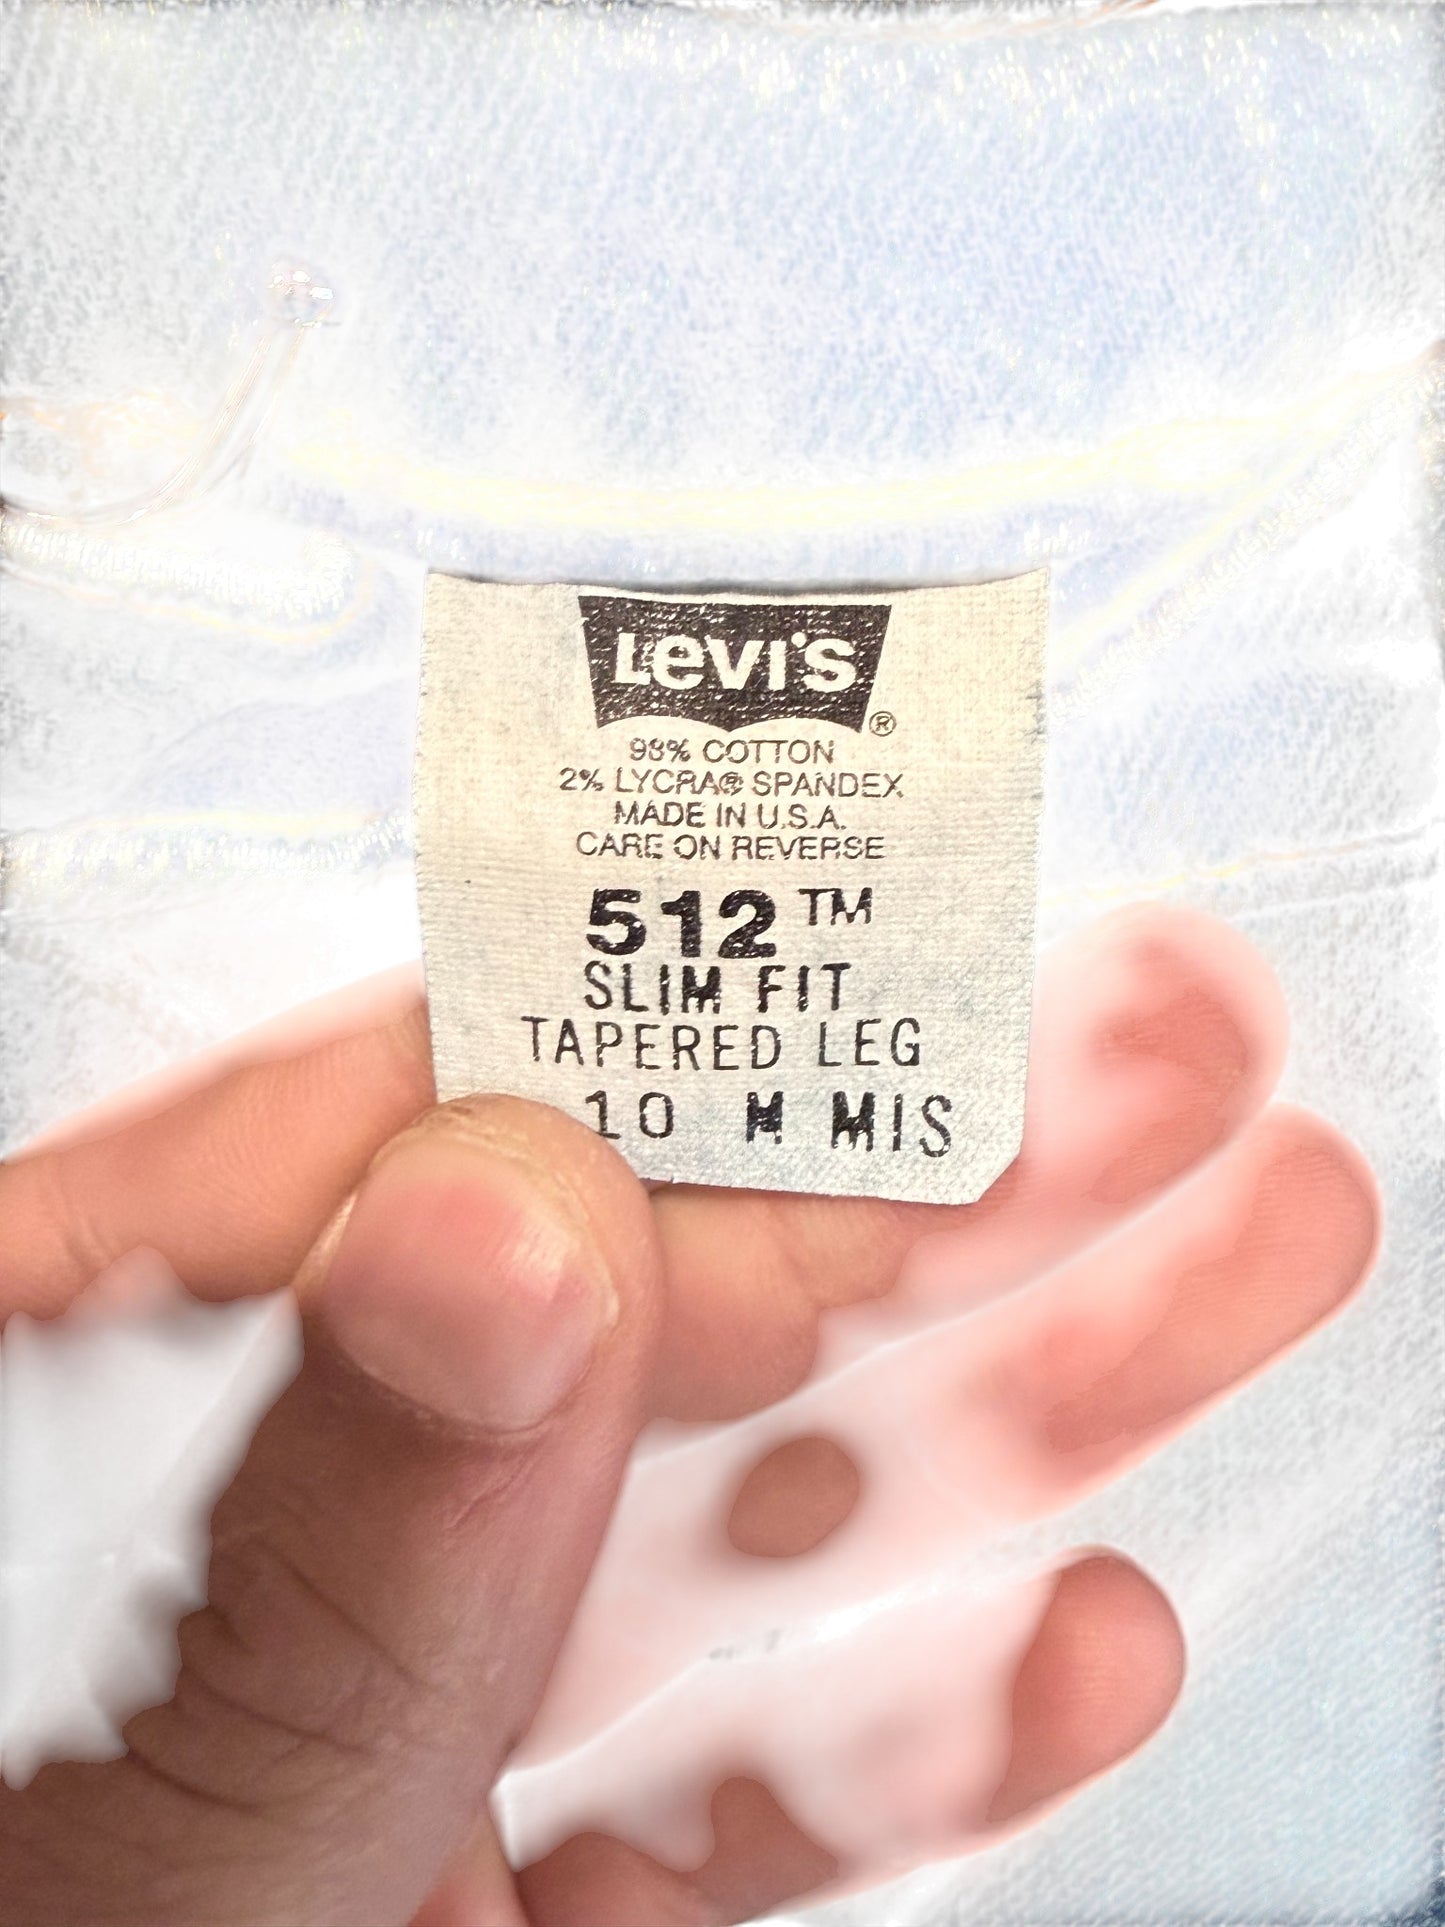 Levi's®
98% COTTON
2% LYCRA® SPANDEX
MADE IN U.S.A.
CARE ON REVERSE
512™
SLIM FIT
TAPERED LEG
10 M MIS